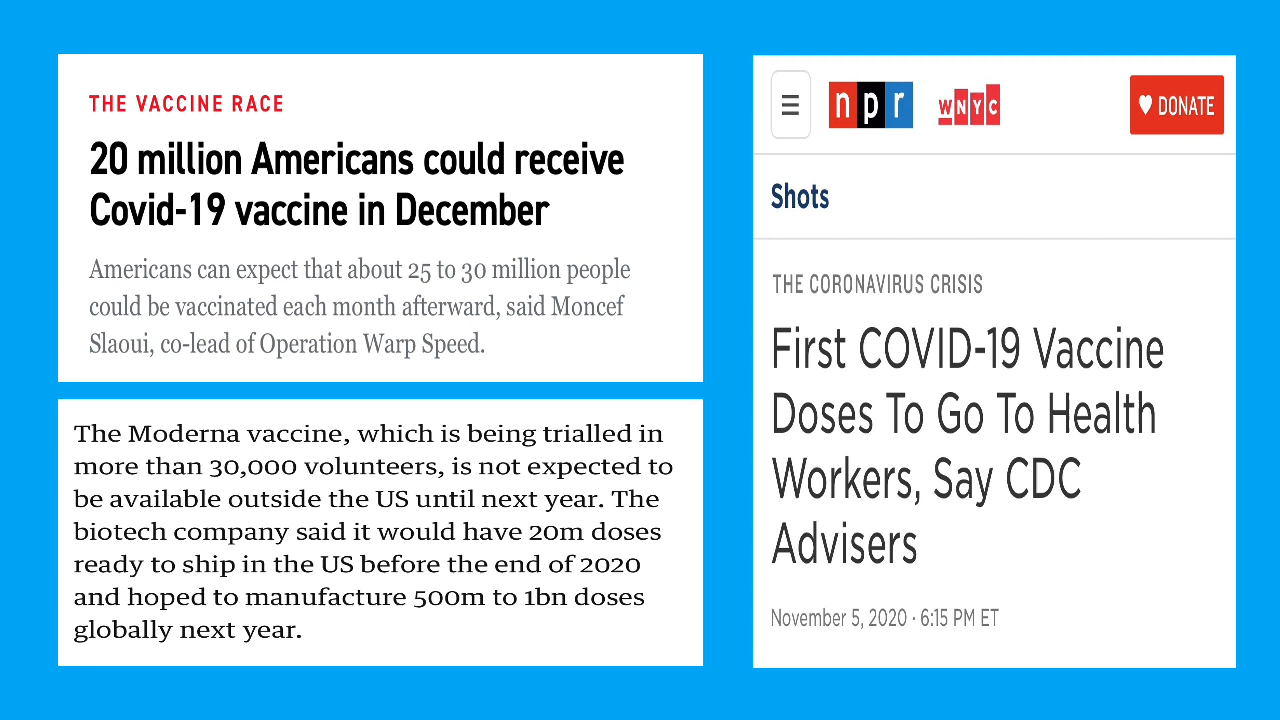 THE VACCINE RACE
20 million Americans could receive
Covid-19 vaccine in December
Americans can expect that about 25 to 30 million people
could be vaccinated each month afterward, said Moncef
Slaoui, co-lead of Operation Warp Speed.
The Moderna vaccine, which is being trialled in
more than 30,000 volunteers, is not expected to
be available outside the US until next year. The
biotech company said it would have 20m doses
ready to ship in the US before the end of 2020
and hoped to manufacture 500m to 1bn doses
globally next year.
npr WNYC DONATE
Shots
THE CORONAVIRUS CRISIS
First COVID-19 Vaccine
Doses To Go To Health
Workers, Say CDC
Advisers
November 5, 2020 · 6:15 PM ET